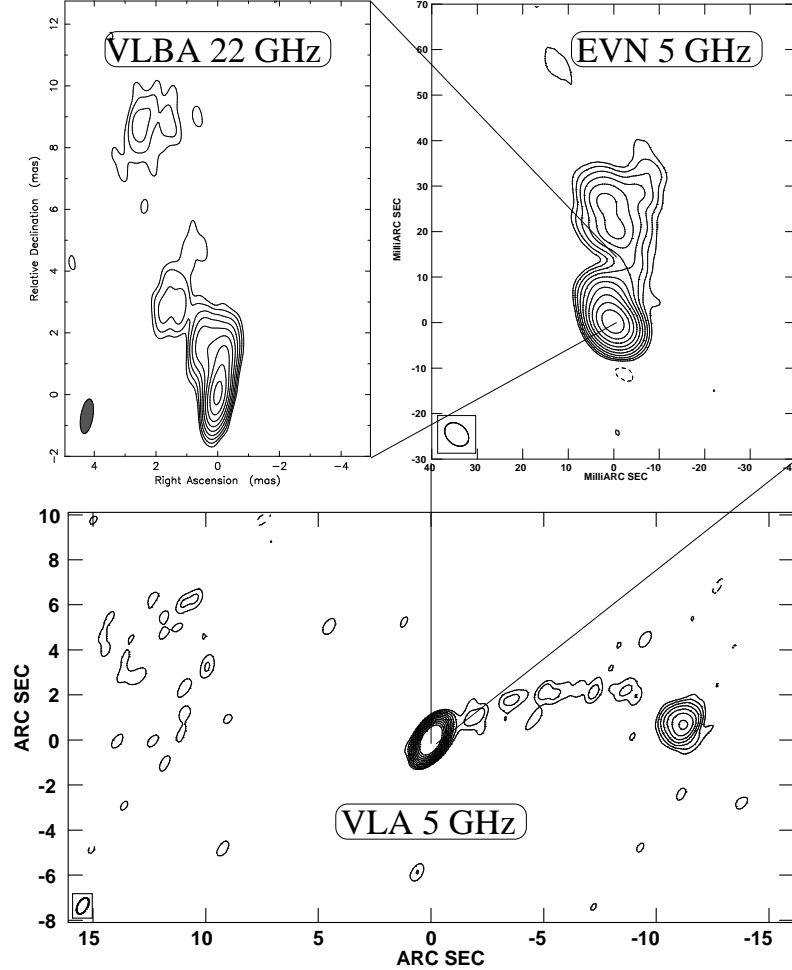 VLBA 22 GHz
Relative Declination (mas)
12
10
8
6
4
2
0
-2
4 2 0 -2 -4
Right Ascension (mas)
EVN 5 GHz
MilliARC SEC
70
60
50
40
30
20
10
0
-10
-20
-30
40 30 20 10 0 -10 -20 -30
MilliARC SEC
VLA 5 GHz
ARC SEC
10
8
6
4
2
0
-2
-4
-6
-8
15 10 5 0 -5 -10 -15
ARC SEC